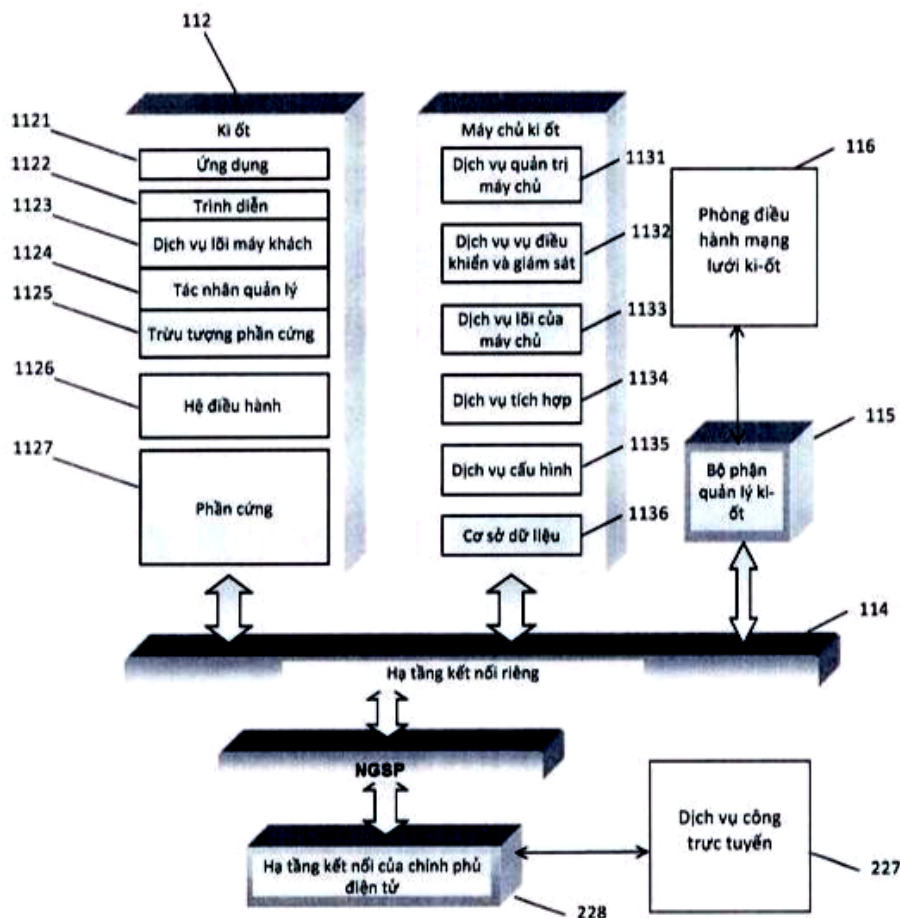 112
Ki ốt
1121
Ứng dụng
1122
Trình diễn
1123
Dịch vụ lõi máy khách
1124
Tác nhân quản lý
1125
Trừu tượng phần cứng
1126
Hệ điều hành
1127
Phần cứng
Máy chủ ki ốt
Dịch vụ quản trị
máy chủ
1131
Dịch vụ vụ điều
khiển và giám sát
1132
Dịch vụ lõi của
máy chủ
1133
Dịch vụ tích hợp
1134
Dịch vụ cấu hình
1135
Cơ sở dữ liệu
1136
116
Phòng điều
hành mạng
lưới ki-ốt
115
Bộ phận
quản lý ki-
ốt
114
Hạ tầng kết nối riêng
NGSP
Hạ tầng kết nối của chính phủ
điện tử
228
Dịch vụ công
trực tuyến
227